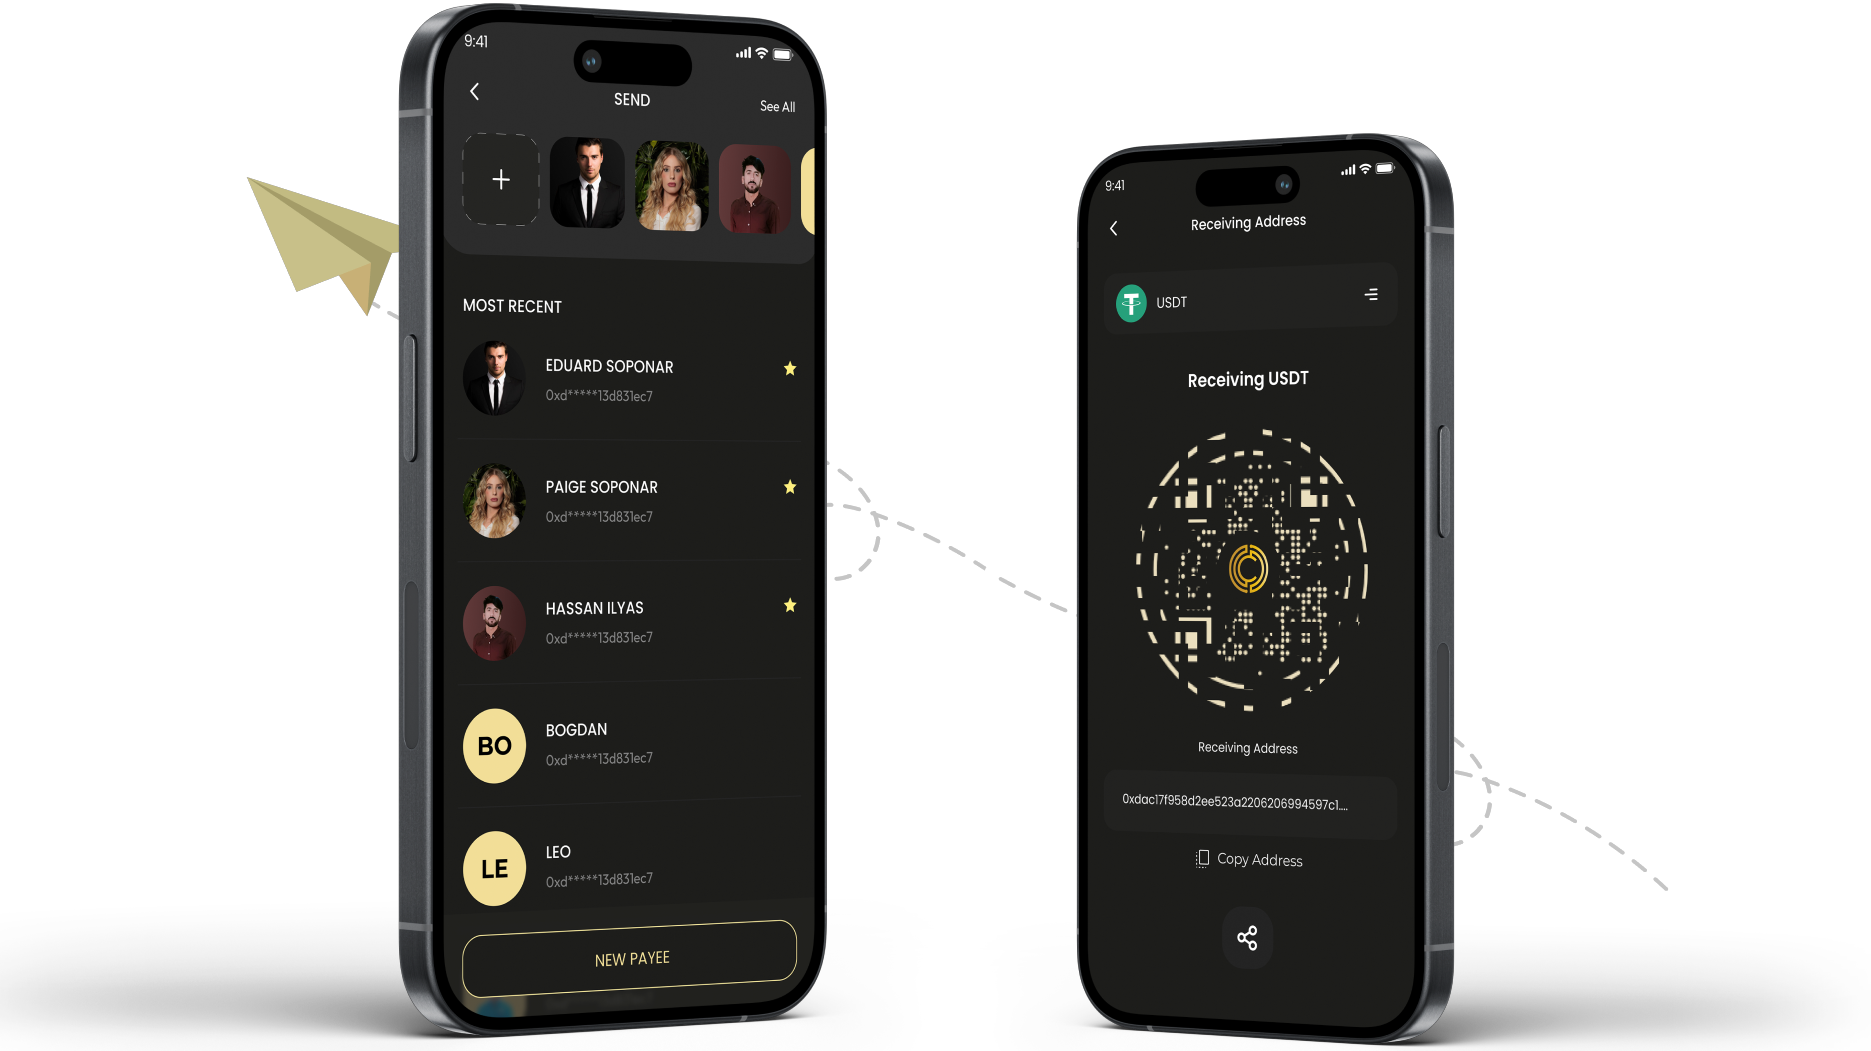 9:41
SEND
See All
MOST RECENT
EDUARD SOPONAR
0xd*****13d831ec7
PAIGE SOPONAR
0xd*****13d831ec7
HASSAN ILYAS
0xd*****13d831ec7
BO
BOGDAN
0xd*****13d831ec7
LE
LEO
0xd*****13d831ec7
NEW PAYEE
9:41
Receiving Address
USDT
Receiving USDT
Receiving Address
0xdac17f958d2ee523a2206206994597c1....
Copy Address